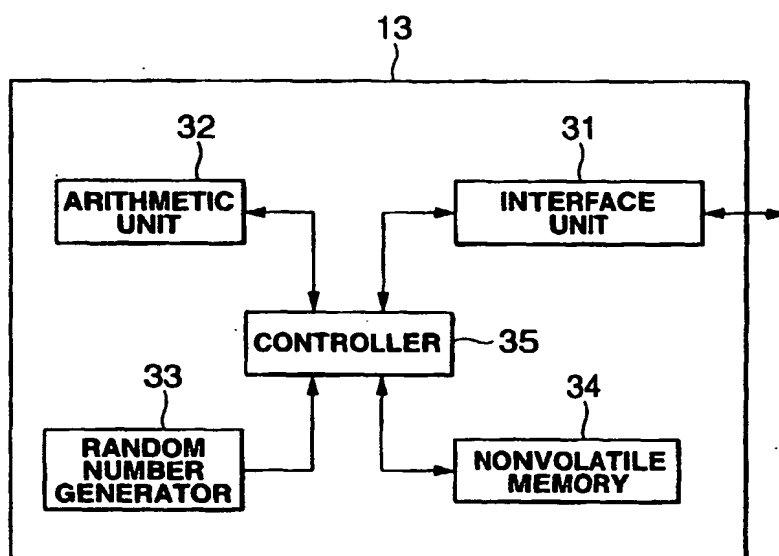 13
32
ARITHMETIC
UNIT
31
INTERFACE
UNIT
CONTROLLER
35
33
RANDOM
NUMBER
GENERATOR
34
NONVOLATILE
MEMORY